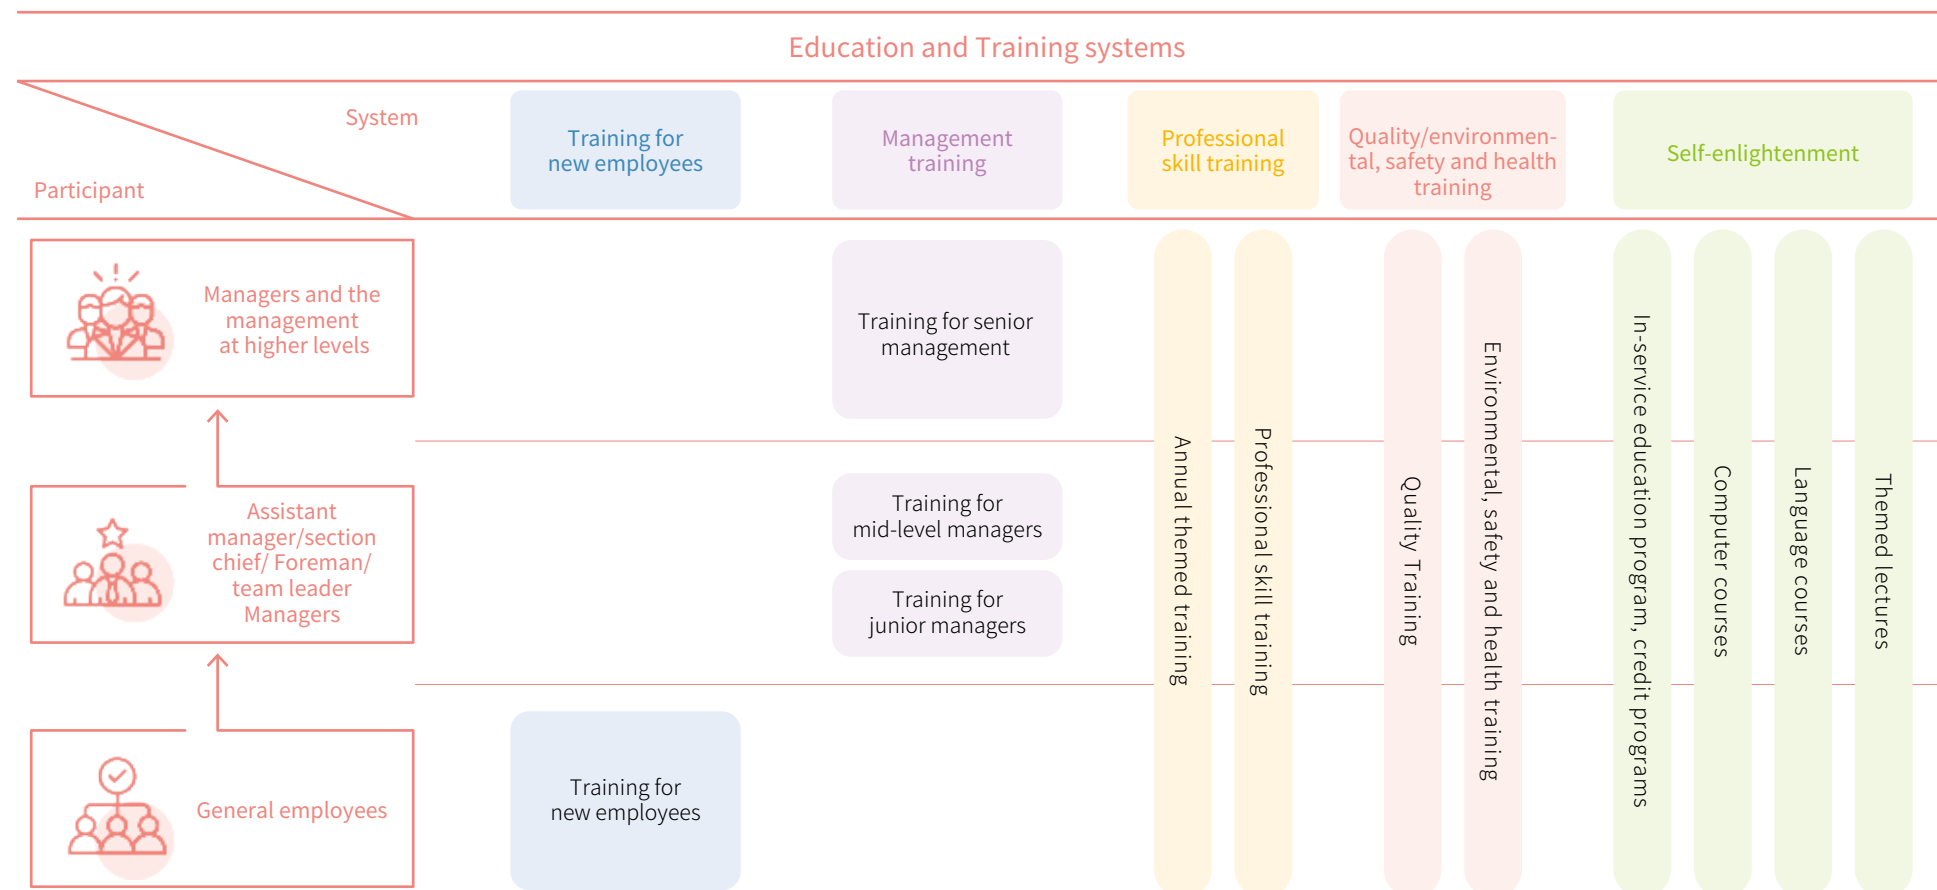 Education and Training systems
System
Participant
Training for
new employees
Management
training
Professional
skill training
Quality/environmen-
tal, safety and health
training
Self-enlightenment
Managers and the
management
at higher levels
Training for senior
management
Assistant
manager/section
chief/ Foreman/
team leader
Managers
Training for
mid-level managers
Training for
junior managers
General employees
Training for
new employees
Annual themed training
Professional skill training
Quality Training
Environmental, safety and health training
In-service education program, credit programs
Computer courses
Language courses
Themed lectures